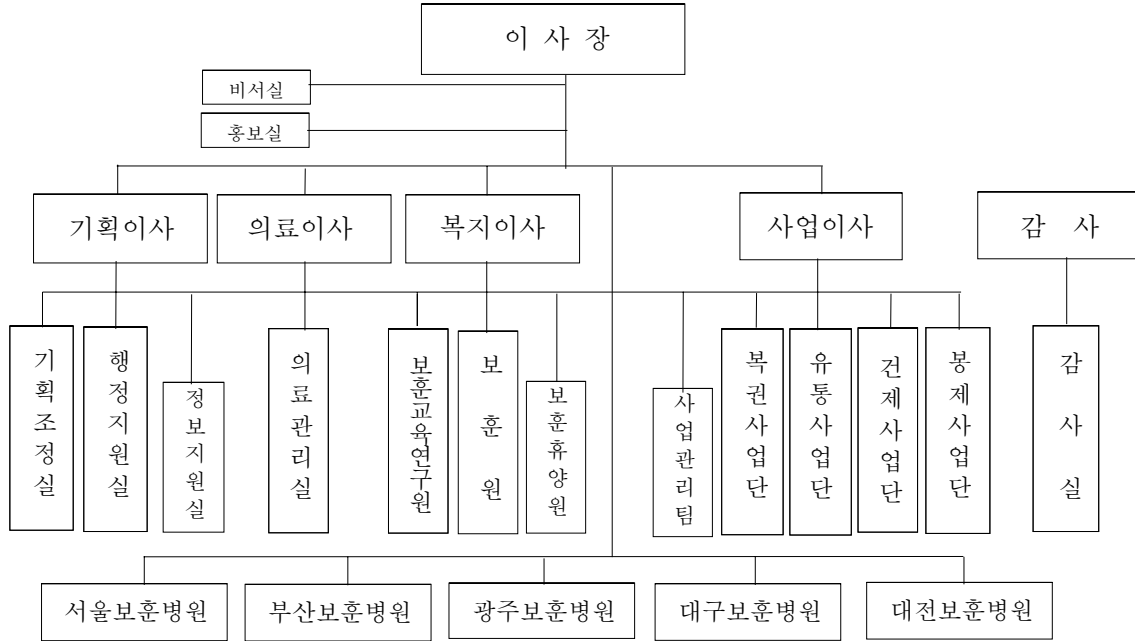 이 사 장
비서실
홍보실
기획이사
의료이사
복지이사
사업이사
감 사
기획조정실
행정지원실
정보지원실
의료관리실
보훈교육연구원
보훈원
보훈휴양원
사업관리팀
복권사업단
유통사업단
건제사업단
봉제사업단
감사실
서울보훈병원
부산보훈병원
광주보훈병원
대구보훈병원
대전보훈병원